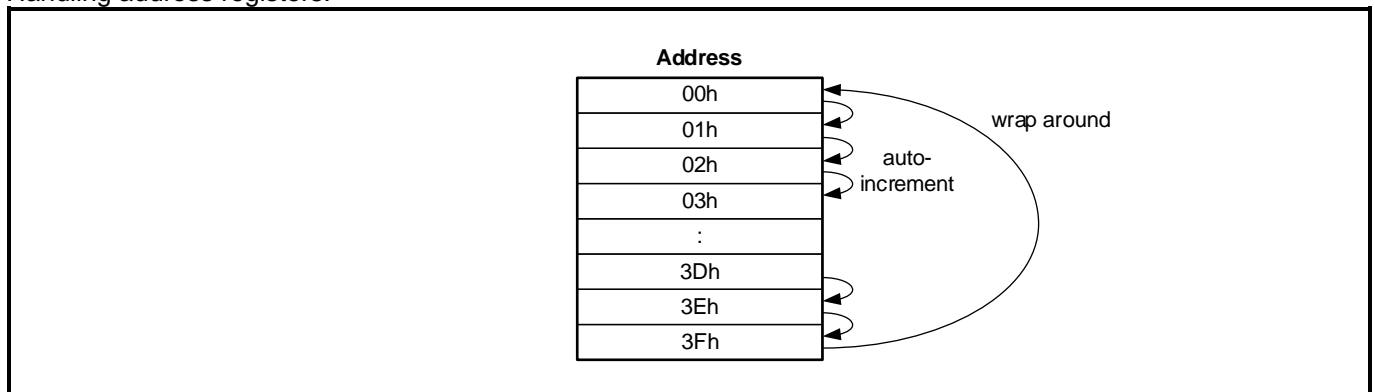 Handling address registers.
Address
00h
01h
02h
03h
:
3Dh
3Eh
3Fh
auto-
increment
wrap around